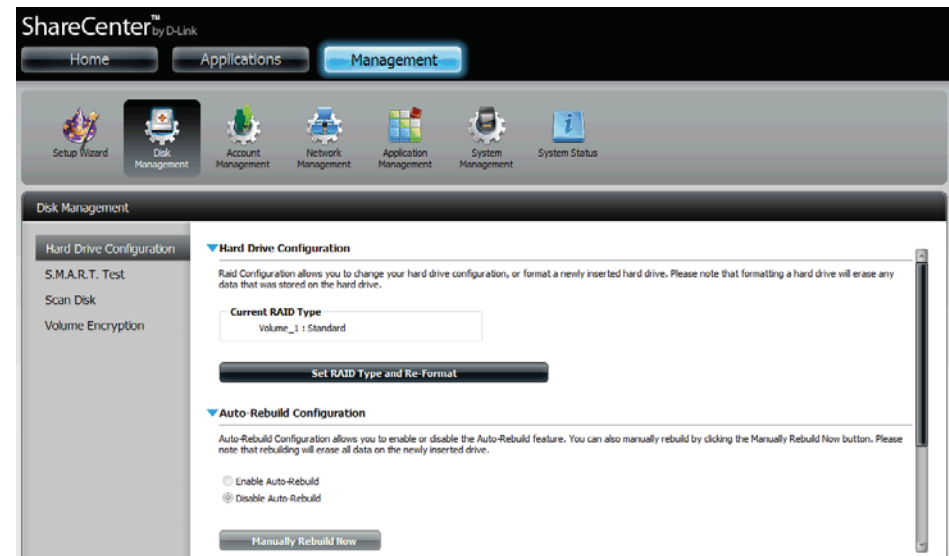 ShareCenter™ by D-Link
Home Applications Management
Setup Wizard
Disk Management
Account Management
Network Management
Application Management
System Management
System Status
Disk Management
Hard Drive Configuration
S.M.A.R.T. Test
Scan Disk
Volume Encryption
Hard Drive Configuration
Raid Configuration allows you to change your hard drive configuration, or format a newly inserted hard drive. Please note that formatting a hard drive will erase any
data that was stored on the hard drive.
Current RAID Type
Volume_1 : Standard
Set RAID Type and Re-Format
Auto-Rebuild Configuration
Auto-Rebuild Configuration allows you to enable or disable the Auto-Rebuild feature. You can also manually rebuild by clicking the Manually Rebuild Now button. Please
note that rebuilding will erase all data on the newly inserted drive.
Enable Auto-Rebuild
Disable Auto-Rebuild
Manually Rebuild Now